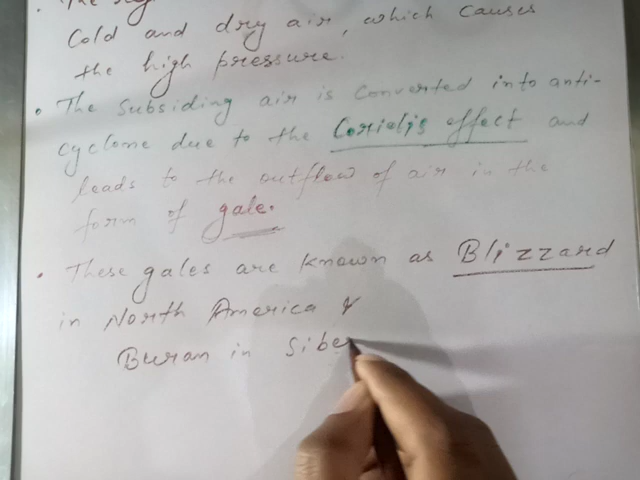 • The
Cold and dry air, which causes
the high pressure.
• The Subsiding air is Converted into anti-
cyclone due to the Coriolis effect and
leads to the outflow of air in the
form of gale.
• These gales are known as Blizzard
in North America &
Buran in Sibe